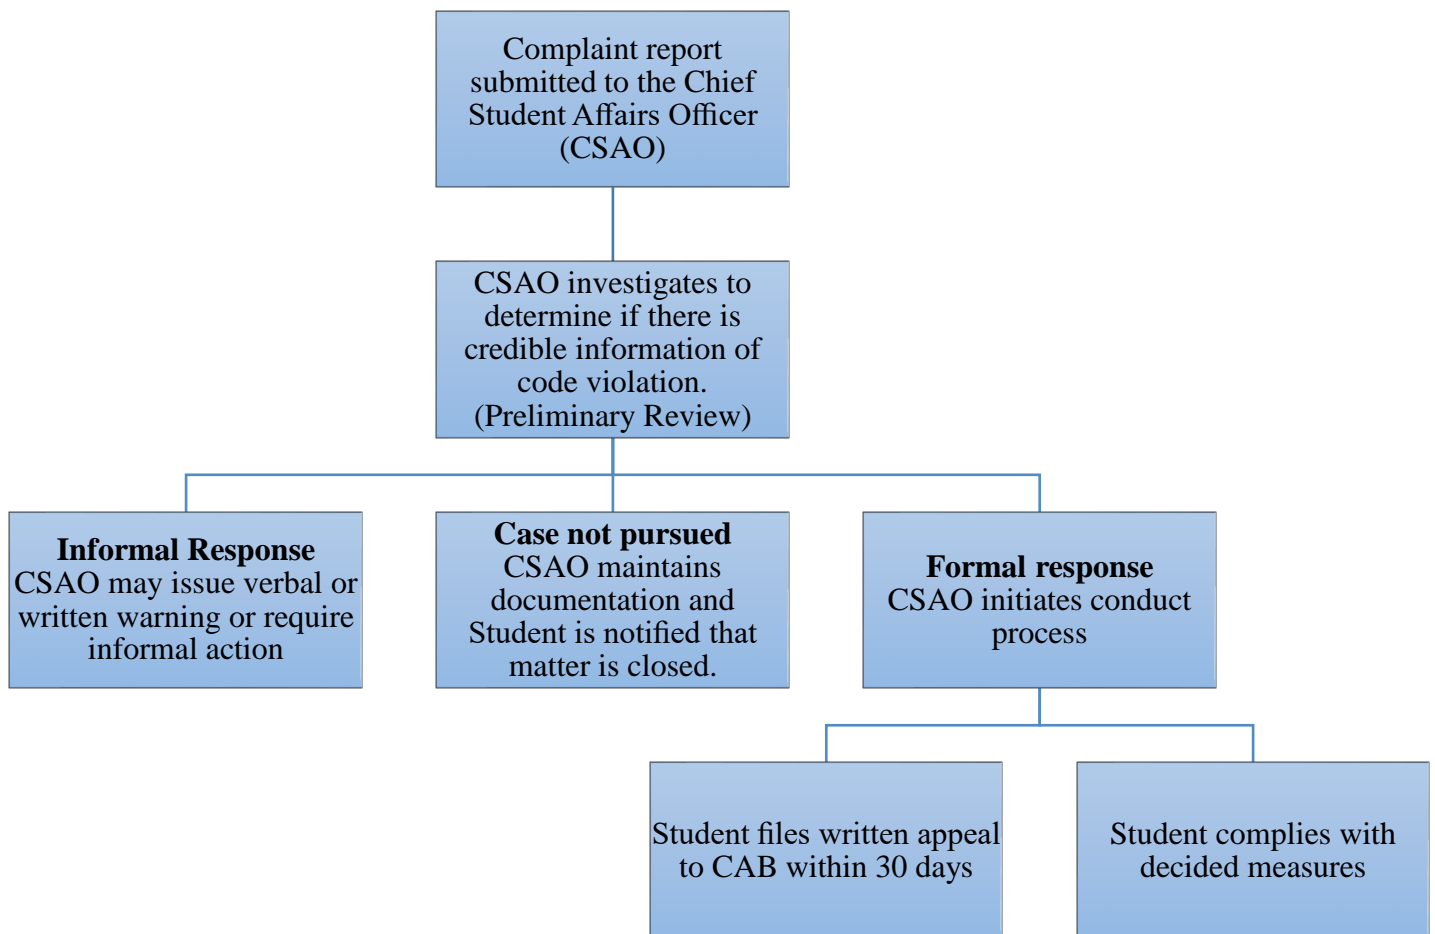 Complaint report
submitted to the Chief
Student Affairs Officer
(CSAO)
CSAO investigates to
determine if there is
credible information of
code violation.
(Preliminary Review)
Informal Response
CSAO may issue verbal or
written warning or require
informal action
Case not pursued
CSAO maintains
documentation and
Student is notified that
matter is closed.
Formal response
CSAO initiates conduct
process
Student files written appeal
to CAB within 30 days
Student complies with
decided measures